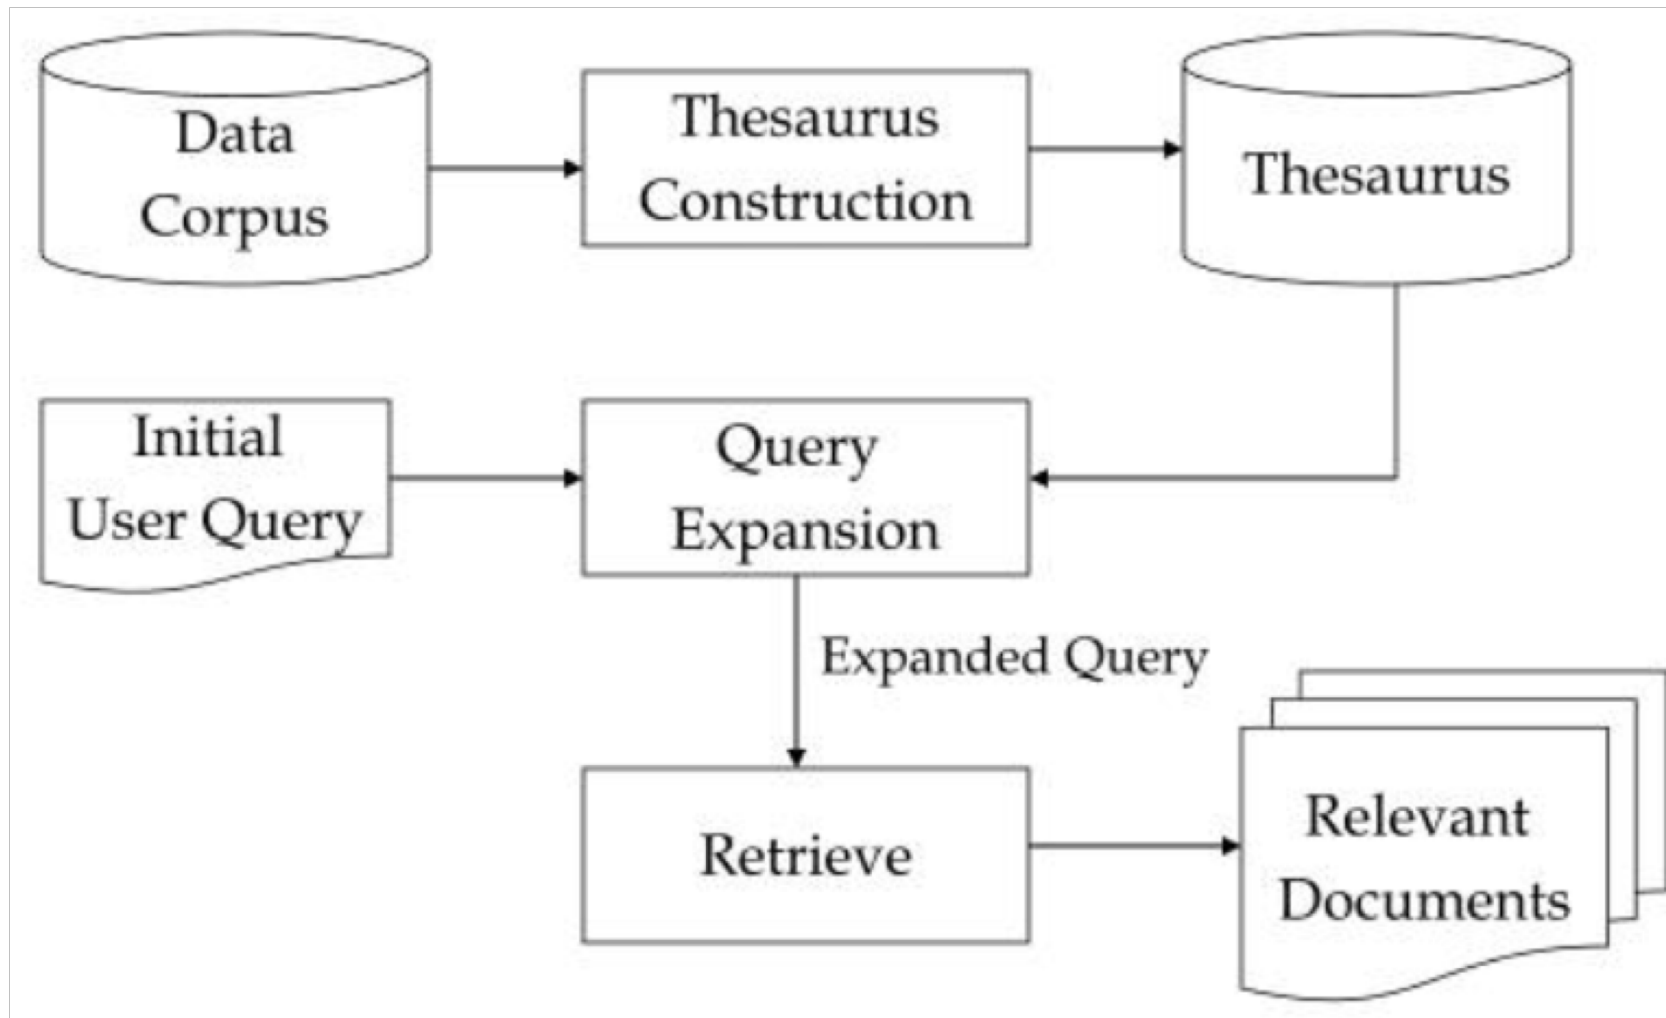 Data
Corpus
Thesaurus
Construction
Thesaurus
Initial
User Query
Query
Expansion
Expanded Query
Retrieve
Relevant
Documents